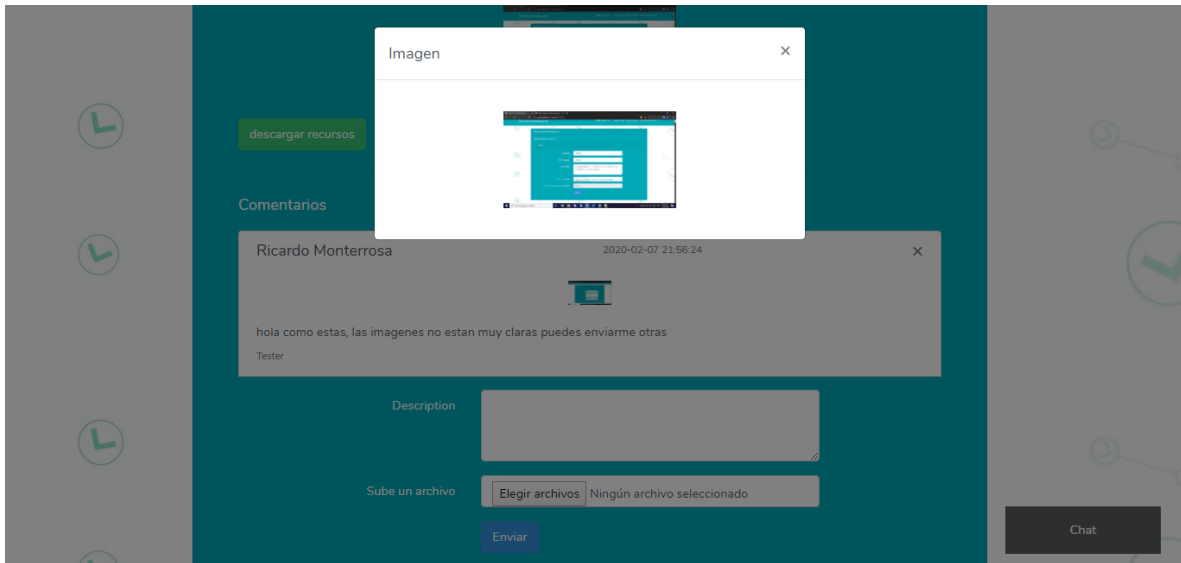 Imagen
×
descargar recursos
Comentarios
Ricardo Monterrosa
2020-02-07 21:56:24
×
hola como estas, las imagenes no estan muy claras puedes enviarme otras
Tester
Description
Sube un archivo
Elegir archivos Ningún archivo seleccionado
Enviar
Chat